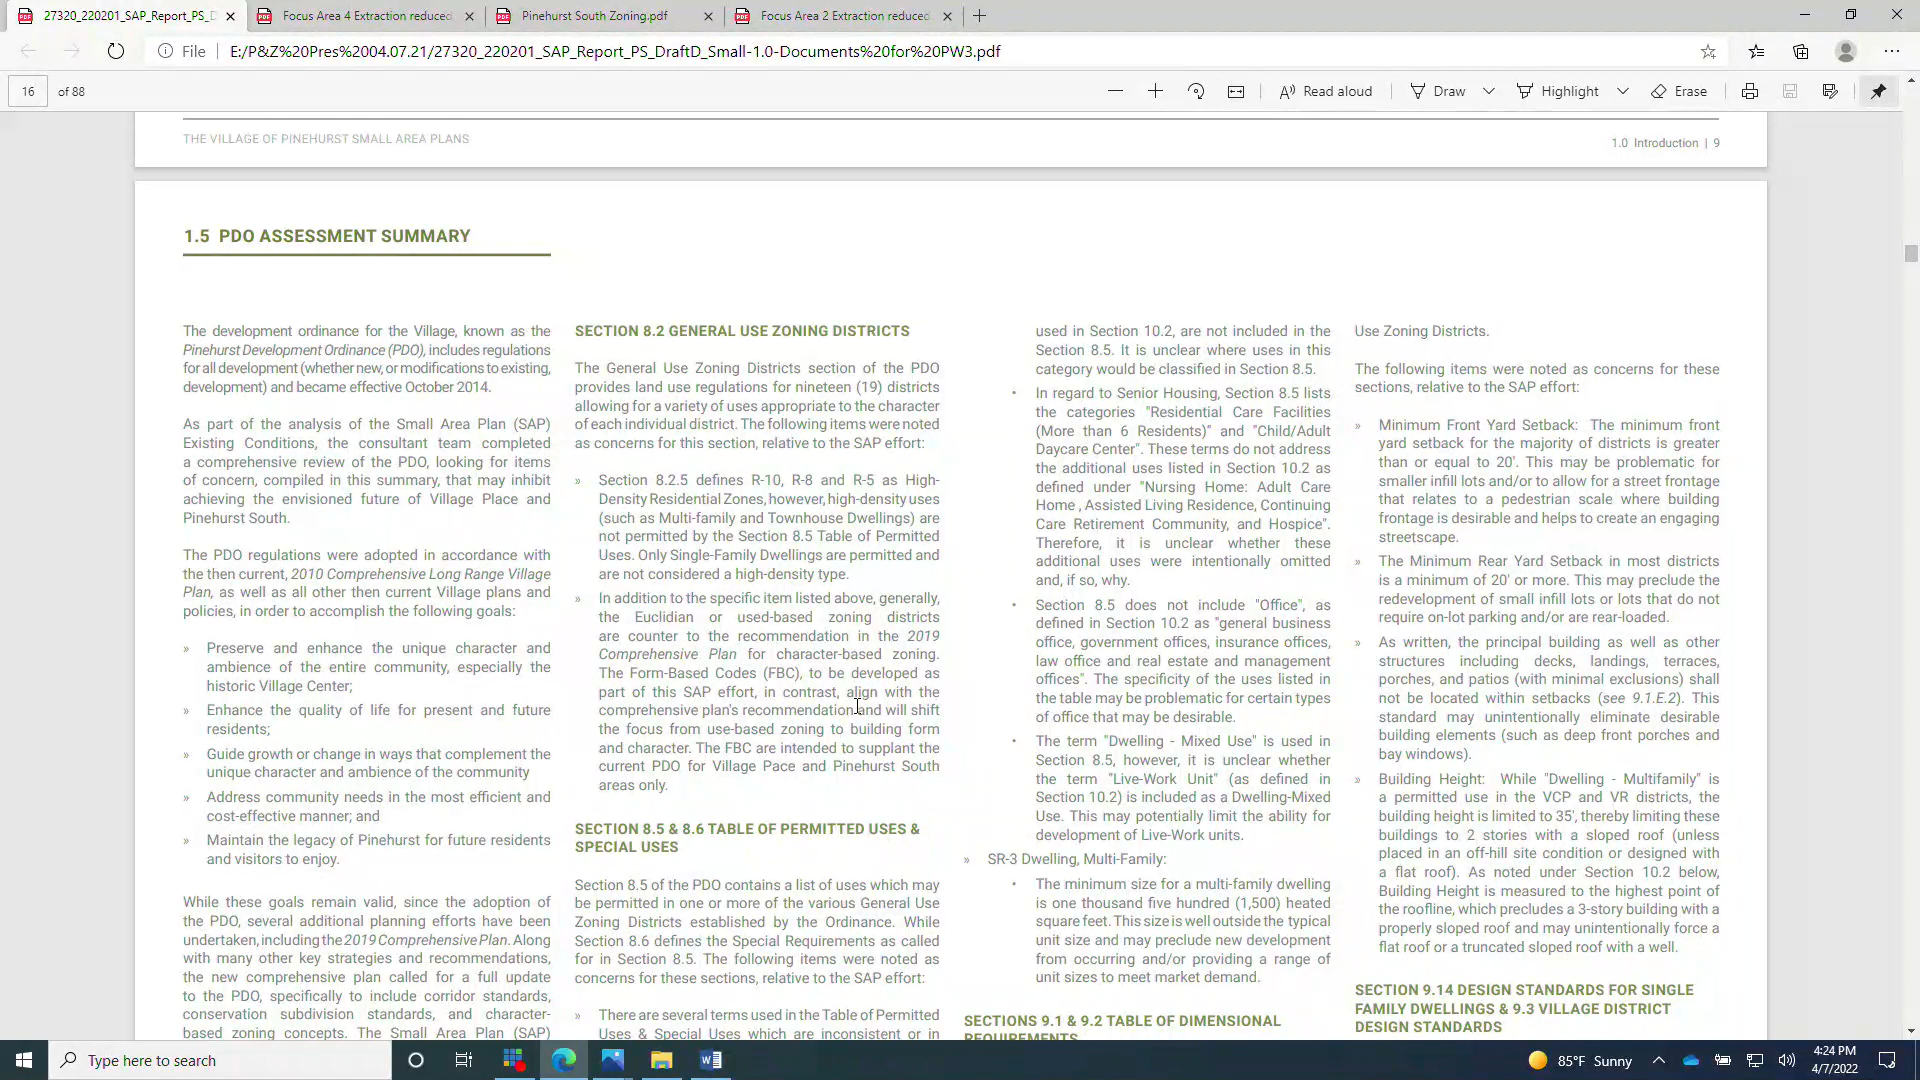 27320_220201_SAP_Report_PS_D
Focus Area 4 Extraction reduced
Pinehurst South Zoning.pdf
Focus Area 2 Extraction reduced
File
E:/P&Z%20Pres%2004.07.21/27320_220201_SAP_Report_PS_DraftD_Small-1.0-Documents%20for%20PW3.pdf
16 of 88
Read aloud
Draw
Highlight
Erase
THE VILLAGE OF PINEHURST SMALL AREA PLANS
1.0 Introduction | 9
1.5 PDO ASSESSMENT SUMMARY
The development ordinance for the Village, known as the
Pinehurst Development Ordinance (PDO), includes regulations
for all development (whether new, or modifications to existing,
development) and became effective October 2014.
As part of the analysis of the Small Area Plan (SAP)
Existing Conditions, the consultant team completed
a comprehensive review of the PDO, looking for items
of concern, compiled in this summary, that may inhibit
achieving the envisioned future of Village Place and
Pinehurst South.
The PDO regulations were adopted in accordance with
the then current, 2010 Comprehensive Long Range Village
Plan, as well as all other then current Village plans and
policies, in order to accomplish the following goals:
» Preserve and enhance the unique character and
ambience of the entire community, especially the
historic Village Center;
» Enhance the quality of life for present and future
residents;
» Guide growth or change in ways that complement the
unique character and ambience of the community
» Address community needs in the most efficient and
cost-effective manner; and
» Maintain the legacy of Pinehurst for future residents
and visitors to enjoy.
While these goals remain valid, since the adoption of
the PDO, several additional planning efforts have been
undertaken, including the 2019 Comprehensive Plan. Along
with many other key strategies and recommendations,
the new comprehensive plan called for a full update
to the PDO, specifically to include corridor standards,
conservation subdivision standards, and character-
based zoning concepts. The Small Area Plan (SAP)
SECTION 8.2 GENERAL USE ZONING DISTRICTS
The General Use Zoning Districts section of the PDO
provides land use regulations for nineteen (19) districts
allowing for a variety of uses appropriate to the character
of each individual district. The following items were noted
as concerns for this section, relative to the SAP effort:
» Section 8.2.5 defines R-10, R-8 and R-5 as High-
Density Residential Zones, however, high-density uses
(such as Multi-family and Townhouse Dwellings) are
not permitted by the Section 8.5 Table of Permitted
Uses. Only Single-Family Dwellings are permitted and
are not considered a high-density type.
» In addition to the specific item listed above, generally,
the Euclidian or used-based zoning districts
are counter to the recommendation in the 2019
Comprehensive Plan for character-based zoning.
The Form-Based Codes (FBC), to be developed as
part of this SAP effort, in contrast, align with the
comprehensive plan's recommendation and will shift
the focus from use-based zoning to building form
and character. The FBC are intended to supplant the
current PDO for Village Pace and Pinehurst South
areas only.
SECTION 8.5 & 8.6 TABLE OF PERMITTED USES &
SPECIAL USES
Section 8.5 of the PDO contains a list of uses which may
be permitted in one or more of the various General Use
Zoning Districts established by the Ordinance. While
Section 8.6 defines the Special Requirements as called
for in Section 8.5. The following items were noted as
concerns for these sections, relative to the SAP effort:
» There are several terms used in the Table of Permitted
Uses & Special Uses which are inconsistent or in
used in Section 10.2, are not included in the
Section 8.5. It is unclear where uses in this
category would be classified in Section 8.5.
• In regard to Senior Housing, Section 8.5 lists
the categories "Residential Care Facilities
(More than 6 Residents)" and "Child/Adult
Daycare Center". These terms do not address
the additional uses listed in Section 10.2 as
defined under "Nursing Home: Adult Care
Home , Assisted Living Residence, Continuing
Care Retirement Community, and Hospice".
Therefore, it is unclear whether these
additional uses were intentionally omitted
and, if so, why.
• Section 8.5 does not include "Office", as
defined in Section 10.2 as "general business
office, government offices, insurance offices,
law office and real estate and management
offices". The specificity of the uses listed in
the table may be problematic for certain types
of office that may be desirable.
• The term "Dwelling - Mixed Use" is used in
Section 8.5, however, it is unclear whether
the term "Live-Work Unit" (as defined in
Section 10.2) is included as a Dwelling-Mixed
Use. This may potentially limit the ability for
development of Live-Work units.
» SR-3 Dwelling, Multi-Family:
• The minimum size for a multi-family dwelling
is one thousand five hundred (1,500) heated
square feet. This size is well outside the typical
unit size and may preclude new development
from occurring and/or providing a range of
unit sizes to meet market demand.
SECTIONS 9.1 & 9.2 TABLE OF DIMENSIONAL
REQUIREMENTS
Use Zoning Districts.
The following items were noted as concerns for these
sections, relative to the SAP effort:
» Minimum Front Yard Setback: The minimum front
yard setback for the majority of districts is greater
than or equal to 20'. This may be problematic for
smaller infill lots and/or to allow for a street frontage
that relates to a pedestrian scale where building
frontage is desirable and helps to create an engaging
streetscape.
» The Minimum Rear Yard Setback in most districts
is a minimum of 20' or more. This may preclude the
redevelopment of small infill lots or lots that do not
require on-lot parking and/or are rear-loaded.
» As written, the principal building as well as other
structures including decks, landings, terraces,
porches, and patios (with minimal exclusions) shall
not be located within setbacks (see 9.1.E.2). This
standard may unintentionally eliminate desirable
building elements (such as deep front porches and
bay windows).
» Building Height: While "Dwelling - Multifamily" is
a permitted use in the VCP and VR districts, the
building height is limited to 35', thereby limiting these
buildings to 2 stories with a sloped roof (unless
placed in an off-hill site condition or designed with
a flat roof). As noted under Section 10.2 below,
Building Height is measured to the highest point of
the roofline, which precludes a 3-story building with a
properly sloped roof and may unintentionally force a
flat roof or a truncated sloped roof with a well.
SECTION 9.14 DESIGN STANDARDS FOR SINGLE
FAMILY DWELLINGS & 9.3 VILLAGE DISTRICT
DESIGN STANDARDS
Type here to search
85°F Sunny
4:24 PM
4/7/2022